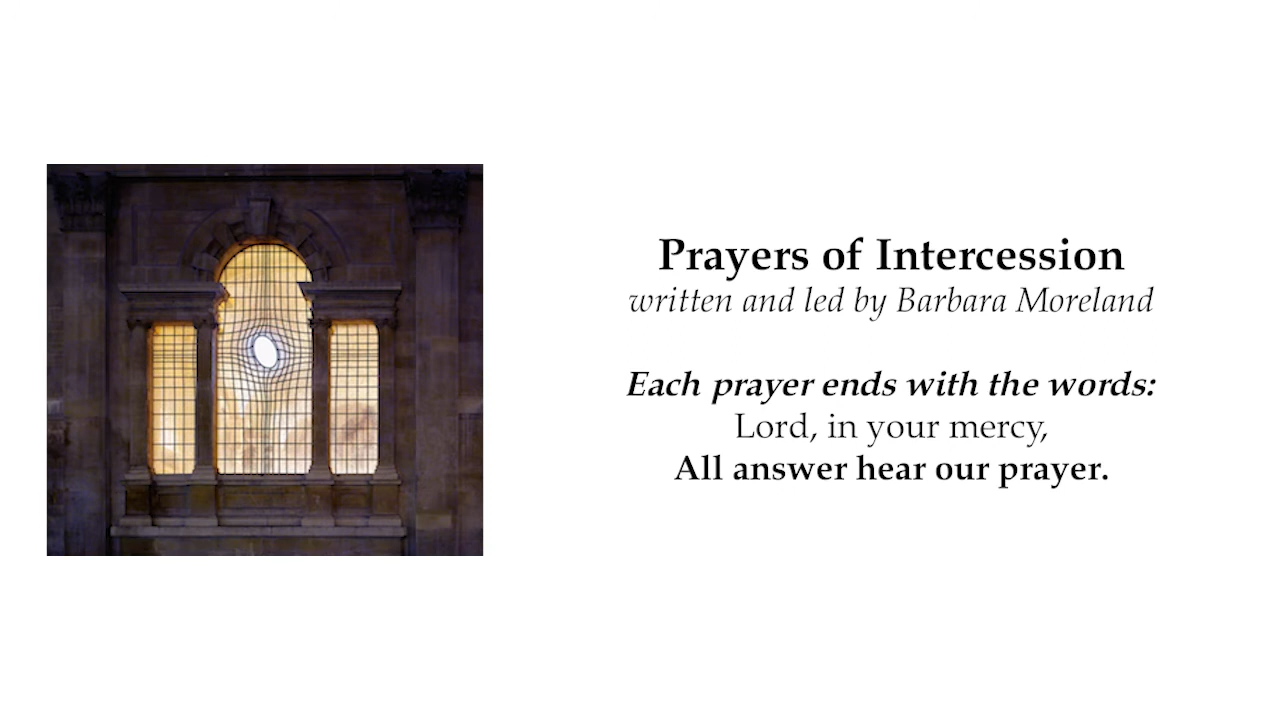 Prayers of Intercession
written and led by Barbara Moreland
Each prayer ends with the words:
Lord, in your mercy,
All answer hear our prayer.